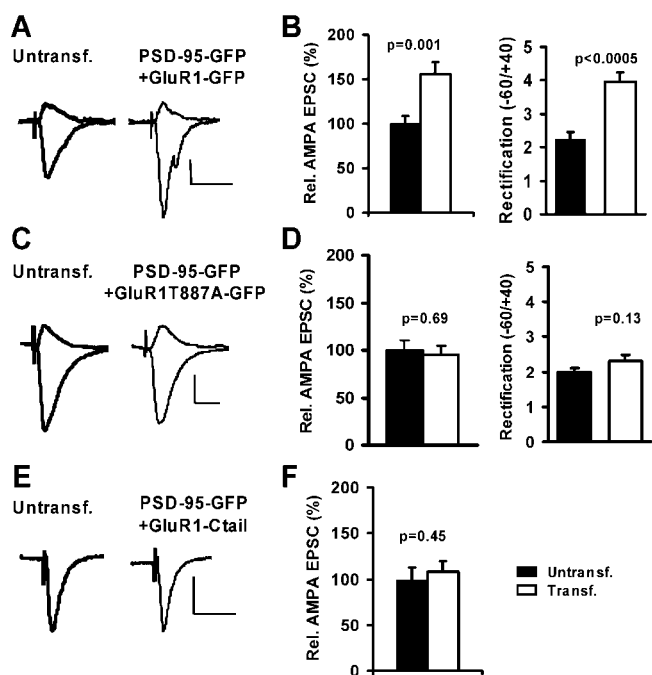 A
Untransf.
PSD-95-GFP
+GluR1-GFP
B
Rel. AMPA EPSC (%)
200
150
100
50
0
p=0.001
Rectification (-60/+40)
5
4
3
2
1
0
p<0.0005
C
Untransf.
PSD-95-GFP
+GluR1T887A-GFP
D
Rel. AMPA EPSC (%)
200
150
100
50
0
p=0.69
Rectification (-60/+40)
5
4
3
2
1
0
p=0.13
E
Untransf.
PSD-95-GFP
+GluR1-Ctail
F
Rel. AMPA EPSC (%)
200
150
100
50
0
p=0.45
Untransf.
Transf.